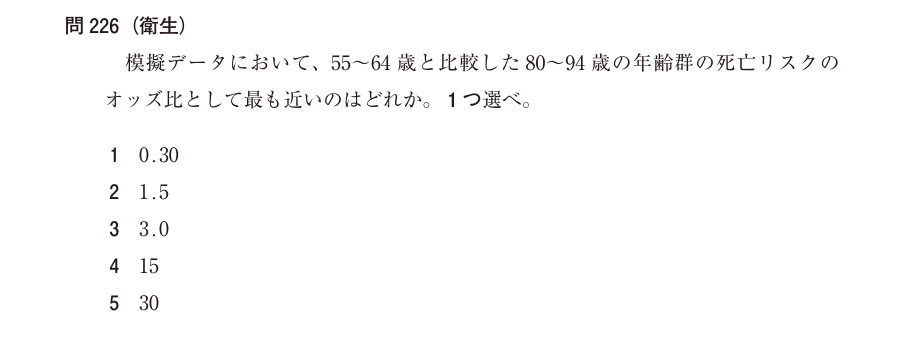 問 226（衛生）
模擬データにおいて、55〜64 歳と比較した 80〜94 歳の年齢群の死亡リスクの
オッズ比として最も近いのはどれか。1つ選べ。
1 0.30
2 1.5
3 3.0
4 15
5 30